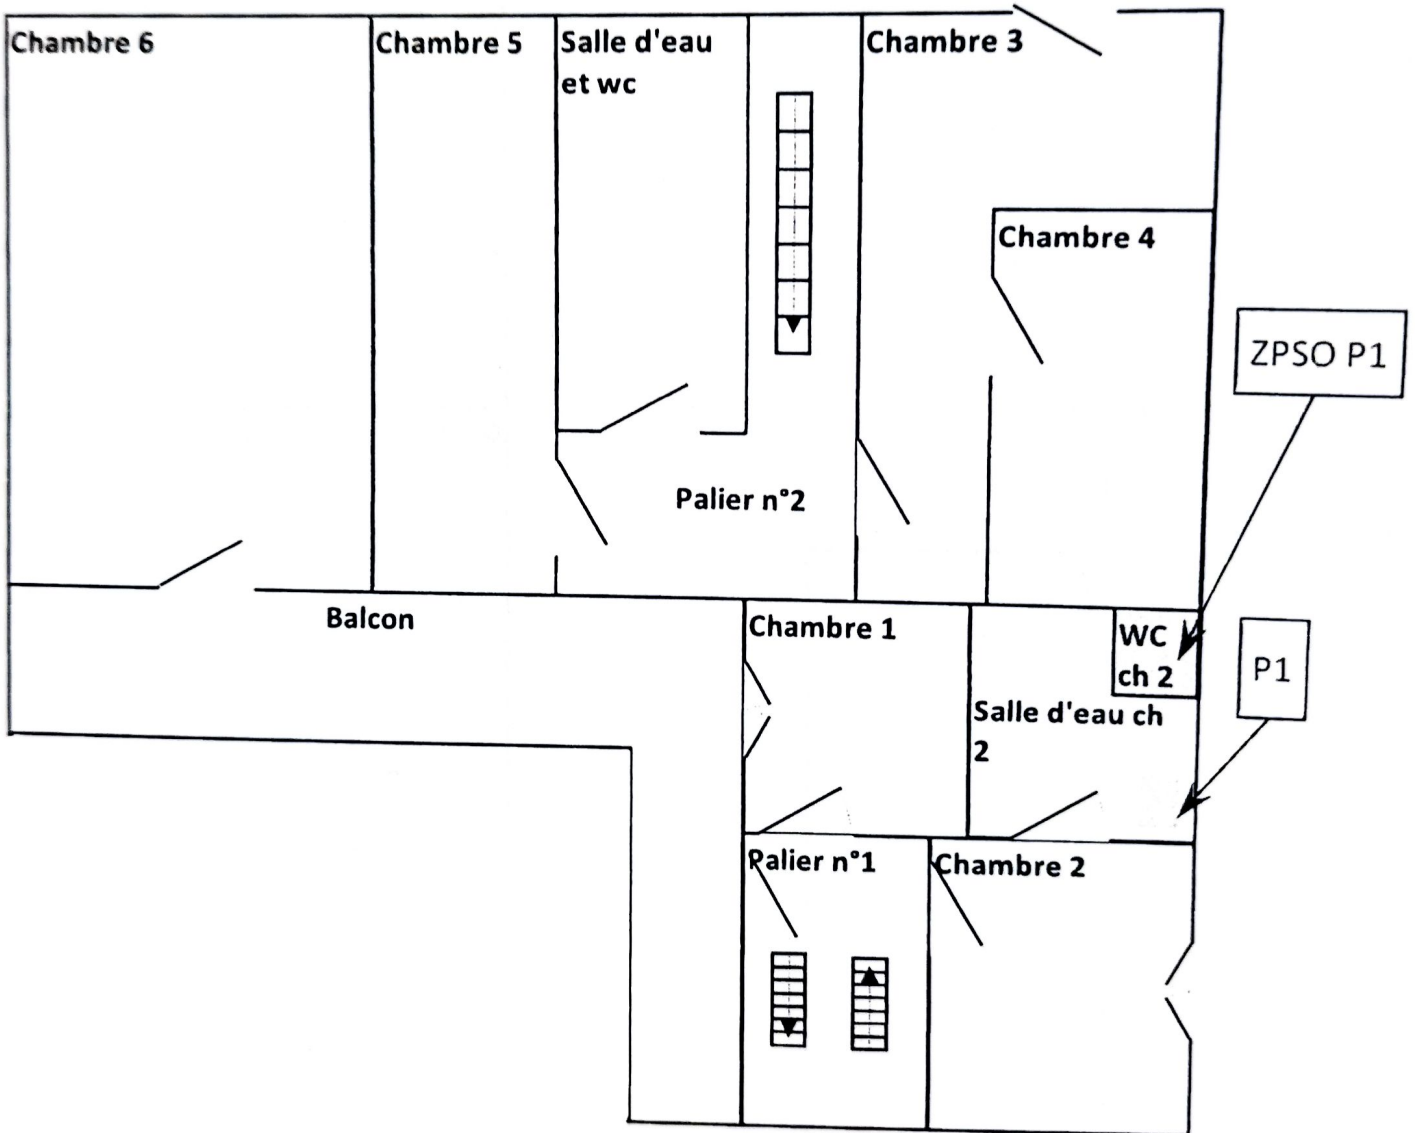 Chambre 6
Chambre 5
Salle d'eau
et wc
Chambre 3
Chambre 4
ZPSO P1
Palier n°2
Balcon
Chambre 1
WC
ch 2
P1
Salle d'eau ch
2
Palier n°1
Chambre 2